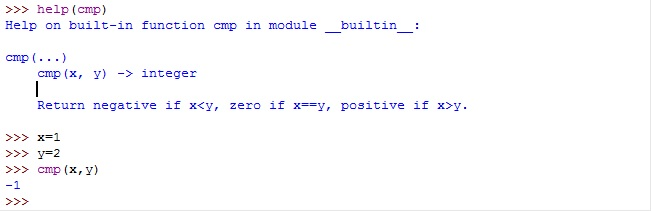 >>> help(cmp)
Help on built-in function cmp in module __builtin__:
cmp(...)
    cmp(x, y) -> integer
    Return negative if x<y, zero if x==y, positive if x>y.
>>> x=1
>>> y=2
>>> cmp(x,y)
-1
>>>